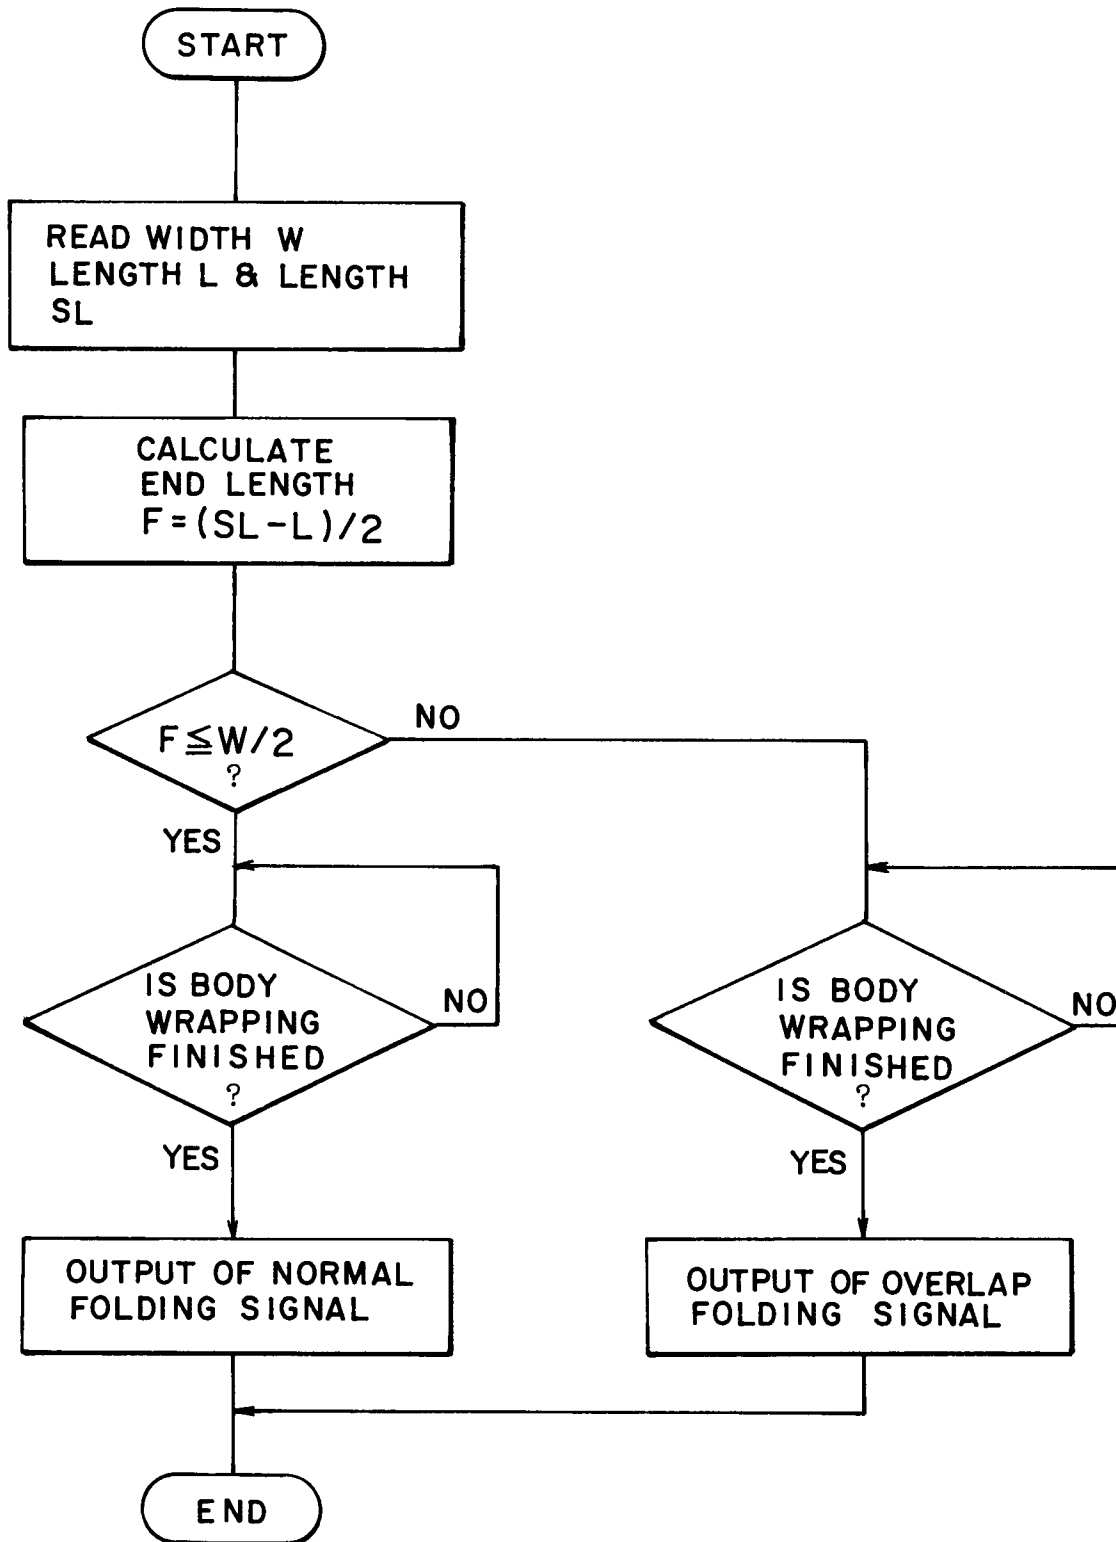 START
READ WIDTH W
LENGTH L & LENGTH
SL
CALCULATE
END LENGTH
F=(SL-L)/2
F≦W/2
?
NO
YES
IS BODY
WRAPPING
FINISHED
?
NO
YES
IS BODY
WRAPPING
FINISHED
?
NO
YES
OUTPUT OF NORMAL
FOLDING SIGNAL
OUTPUT OF OVERLAP
FOLDING SIGNAL
END